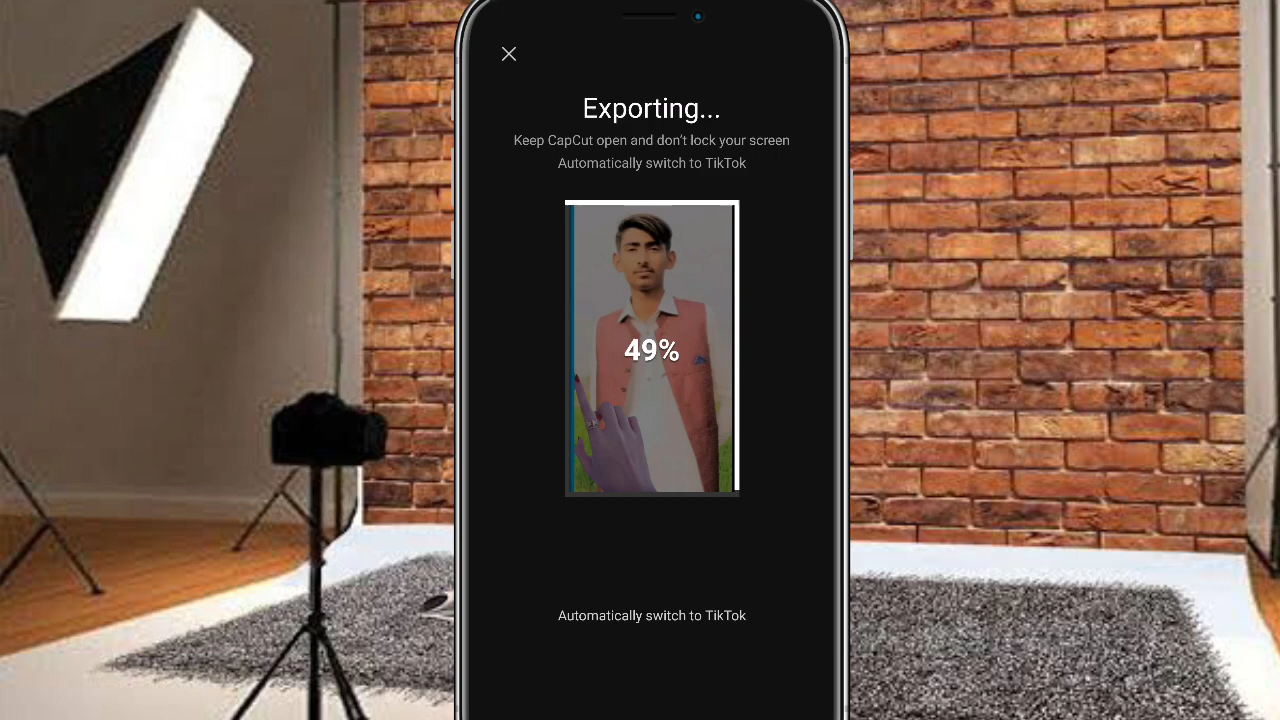 Exporting...
Keep CapCut open and don't lock your screen
Automatically switch to TikTok
49%
Automatically switch to TikTok